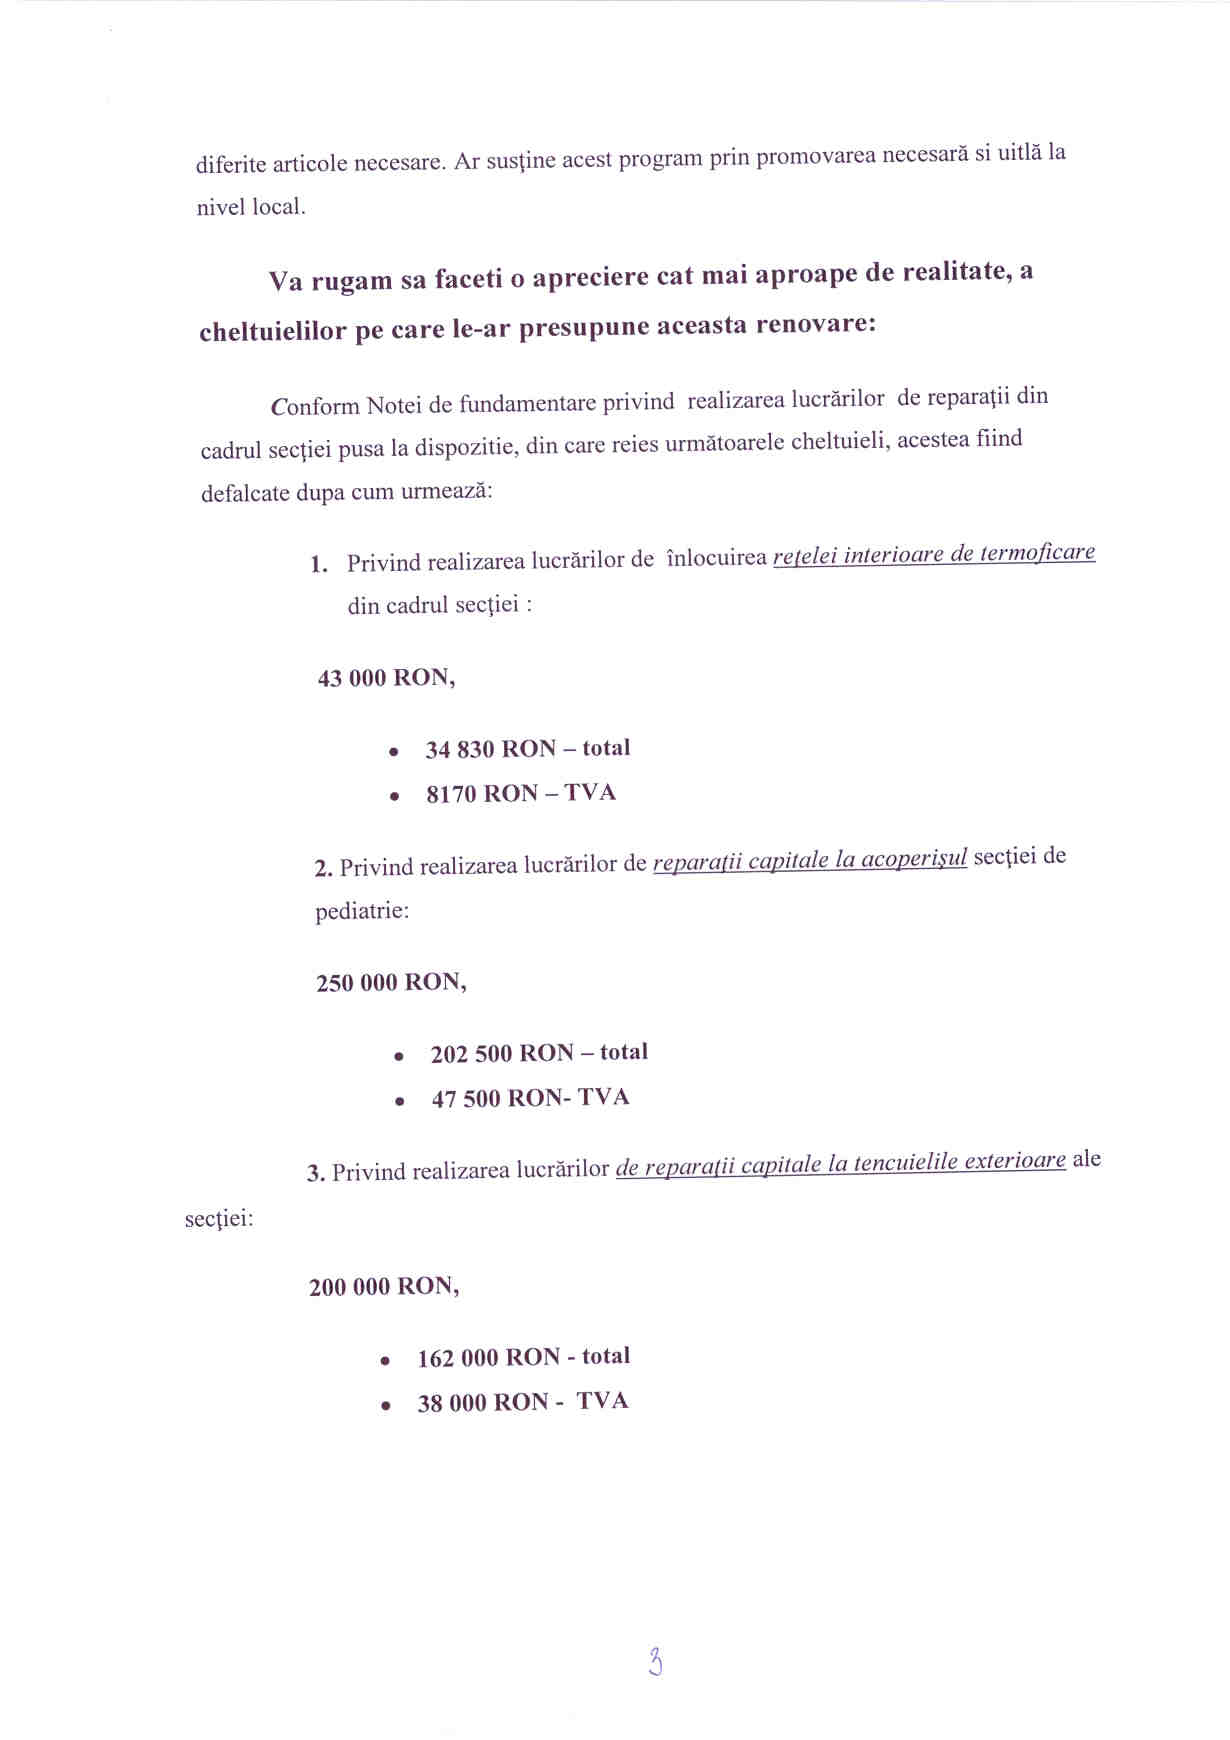 diferite articole necesare. Ar susţine acest program prin promovarea necesară si uitlă la
nivel local.
Va rugam sa faceti o apreciere cat mai aproape de realitate, a
cheltuielilor pe care le-ar presupune aceasta renovare:
Conform Notei de fundamentare privind realizarea lucrărilor de reparaţii din
cadrul secţiei pusa la dispozitie, din care reies următoarele cheltuieli, acestea fiind
defalcate dupa cum urmează:
1. Privind realizarea lucrărilor de înlocuirea reţelei interioare de termoficare
din cadrul secţiei :
43 000 RON,
• 34 830 RON – total
• 8170 RON – TVA
2. Privind realizarea lucrărilor de reparaţii capitale la acoperişul secţiei de
pediatrie:
250 000 RON,
• 202 500 RON – total
• 47 500 RON- TVA
3. Privind realizarea lucrărilor de reparaţii capitale la tencuielile exterioare ale
secţiei:
200 000 RON,
• 162 000 RON - total
• 38 000 RON - TVA
3